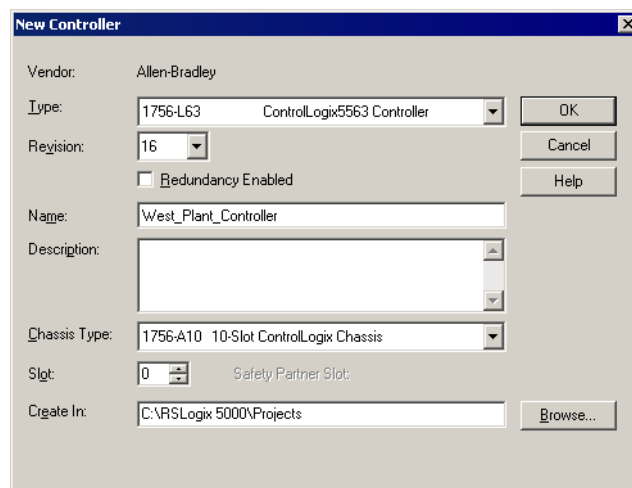 New Controller
Vendor: Allen-Bradley
Type: 1756-L63 ControlLogix5563 Controller OK
Revision: 16 Cancel
Redundancy Enabled Help
Name: West_Plant_Controller
Description:
Chassis Type: 1756-A10 10-Slot ControlLogix Chassis
Slot: 0 Safety Partner Slot:
Create In: C:\RSLogix 5000\Projects Browse...